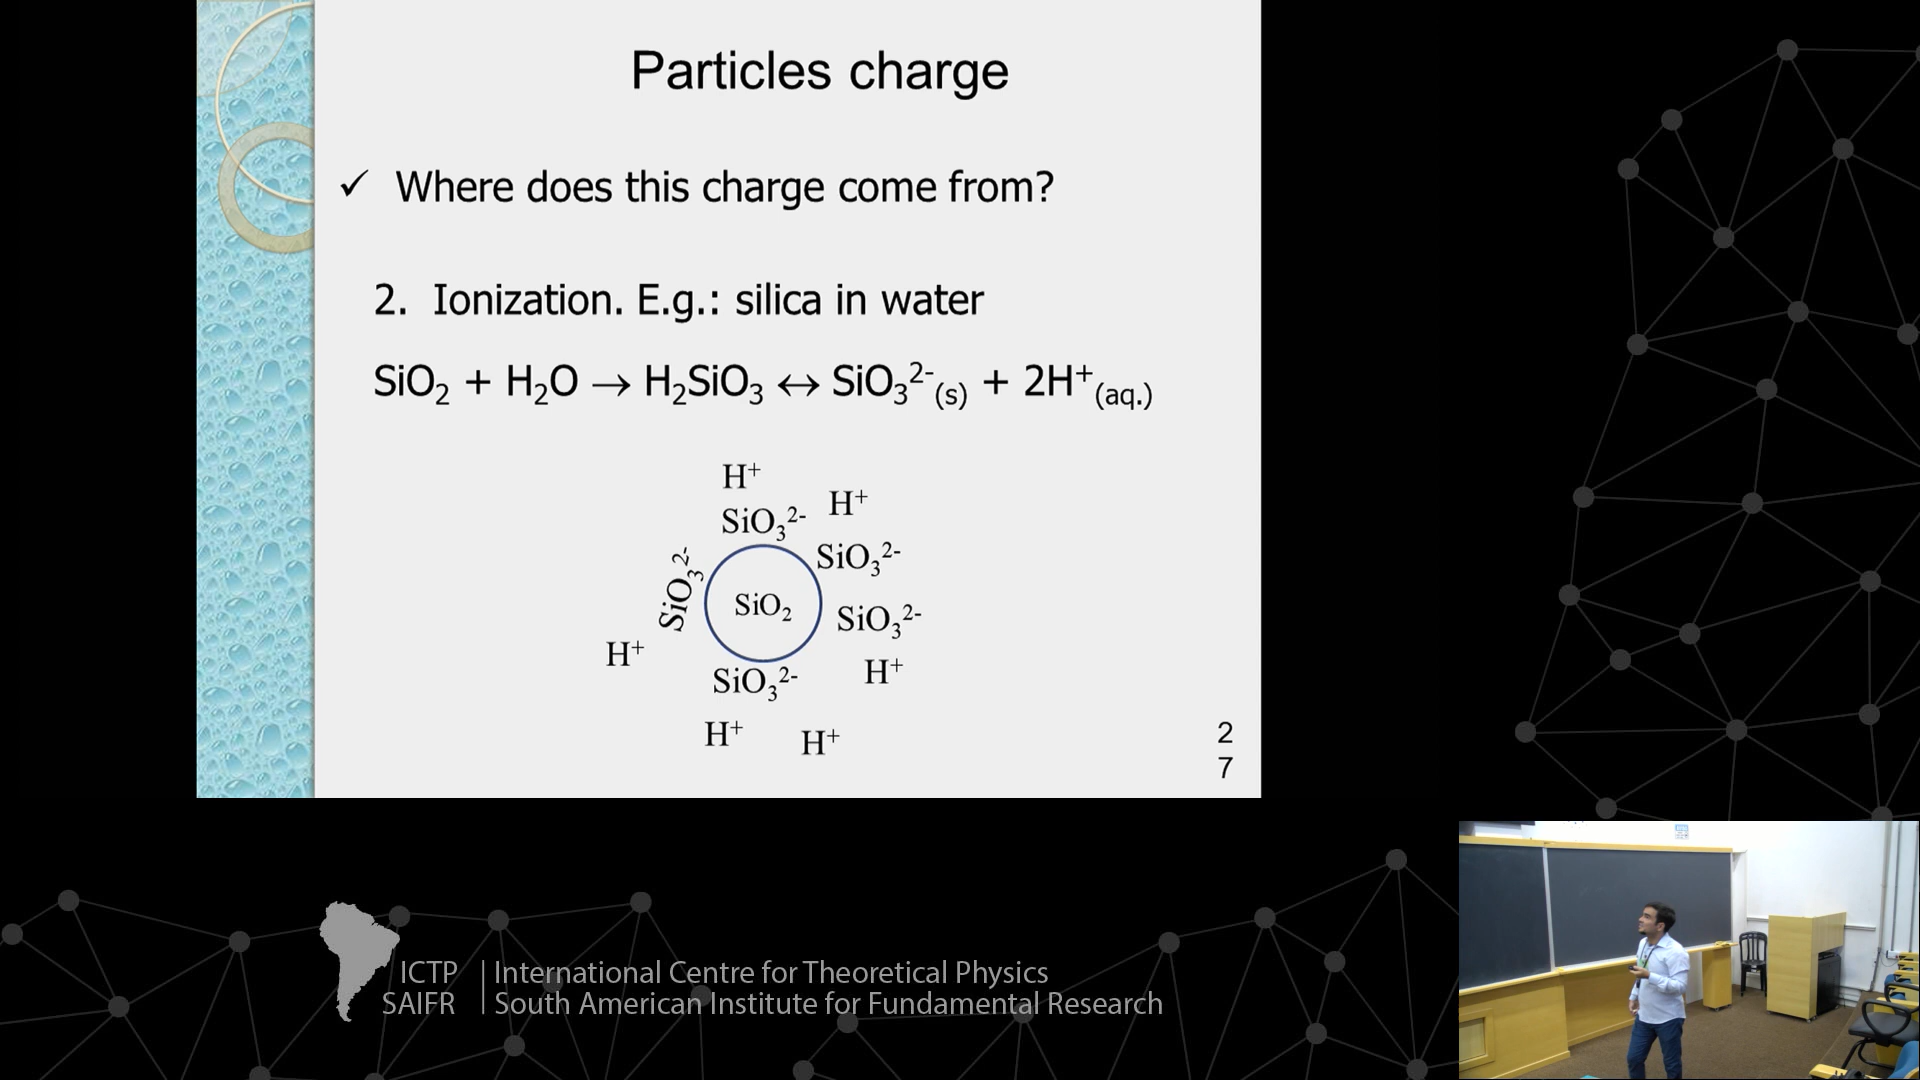 Particles charge
✓ Where does this charge come from?
2. Ionization. E.g.: silica in water
SiO₂ + H₂O → H₂SiO₃ ↔ SiO₃²⁻(s) + 2H⁺(aq.)
H⁺
H⁺
SiO₃²⁻
SiO₃²⁻
SiO₃²⁻
SiO₂
SiO₃²⁻
H⁺
SiO₃²⁻
H⁺
H⁺
H⁺
2
7
ICTP | International Centre for Theoretical Physics
SAIFR | South American Institute for Fundamental Research